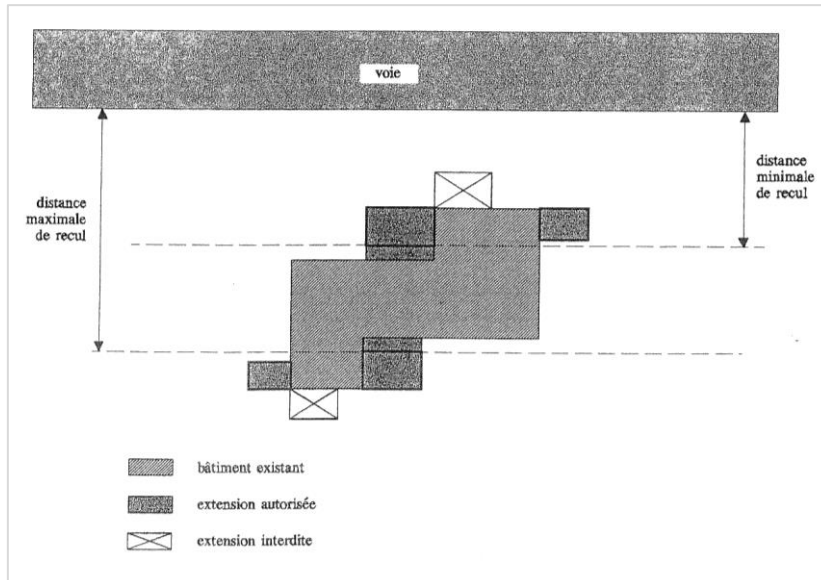 voie
distance
maximale
de recul
distance
minimale
de recul
bâtiment existant
extension autorisée
extension interdite